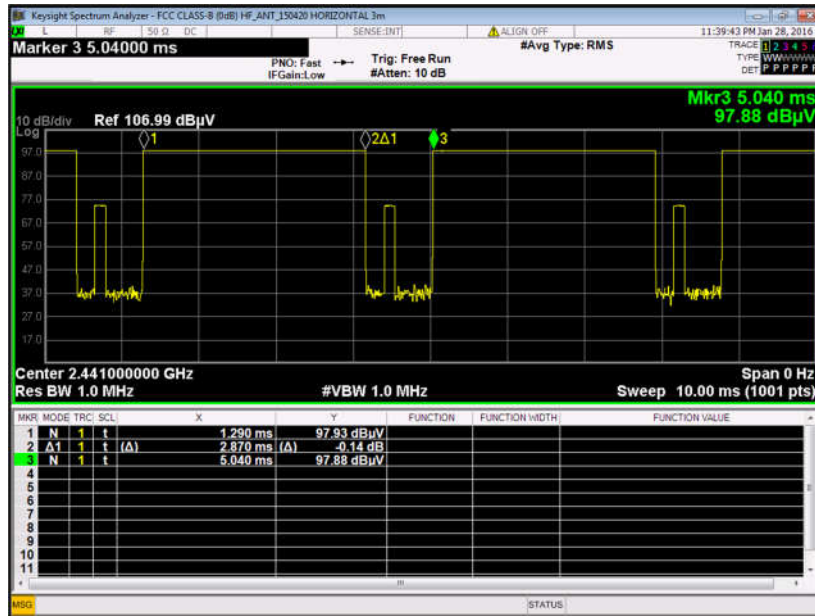 Keysight Spectrum Analyzer - FCC CLASS-B (0dB) HF_ANT_150420 HORIZONTAL 3m
L RF 50 Ω DC SENSE:INT ALIGN OFF 11:39:43 PM Jan 28, 2016
Marker 3 5.04000 ms
PNO: Fast
IFGain:Low
Trig: Free Run
#Atten: 10 dB
#Avg Type: RMS
TRACE 1 2 3 4 5
TYPE
DET P P P P P
Mkr3 5.040 ms
97.88 dBµV
10 dB/div Ref 106.99 dBµV
Log
1 2Δ1 3
97.0
87.0
77.0
67.0
57.0
47.0
37.0
27.0
17.0
Center 2.441000000 GHz Span 0 Hz
Res BW 1.0 MHz #VBW 1.0 MHz Sweep 10.00 ms (1001 pts)
MKR MODE TRC SCL X Y FUNCTION FUNCTION WIDTH FUNCTION VALUE
1 N 1 t 1.290 ms 97.93 dBµV
2 Δ1 1 t (Δ) 2.870 ms (Δ) -0.14 dB
3 N 1 t 5.040 ms 97.88 dBµV
4
5
6
7
8
9
10
11
MSG STATUS